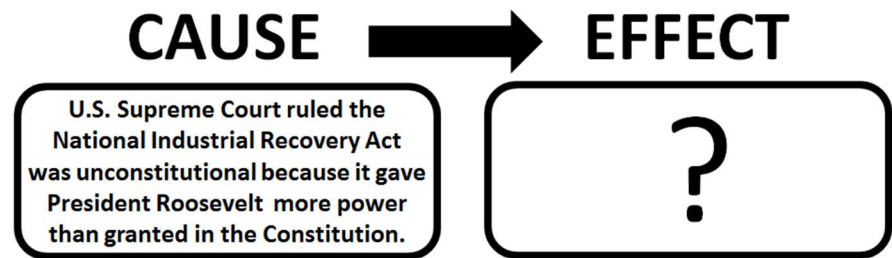 CAUSE EFFECT
U.S. Supreme Court ruled the
National Industrial Recovery Act
was unconstitutional because it gave
President Roosevelt more power
than granted in the Constitution.
?